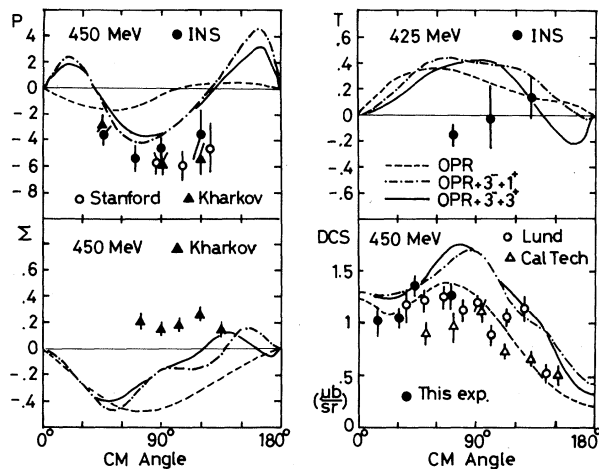 P
450 MeV ● INS
4
2
0
-2
-4
-6
-8
○ Stanford ▲ Kharkov
T
425 MeV ● INS
.6
.4
.2
0
-.2
-.4
-.6
OPR
OPR+3⁻+1⁺
OPR+3⁻+3⁺
Σ
450 MeV ▲ Kharkov
.6
.4
.2
0
-.2
-.4
-.6
0° 90° 180°
CM Angle
DCS
450 MeV ○ Lund
△ Cal Tech
1.5
1
.5
(μb/sr)
0
● This exp.
0° 90° 180°
CM Angle